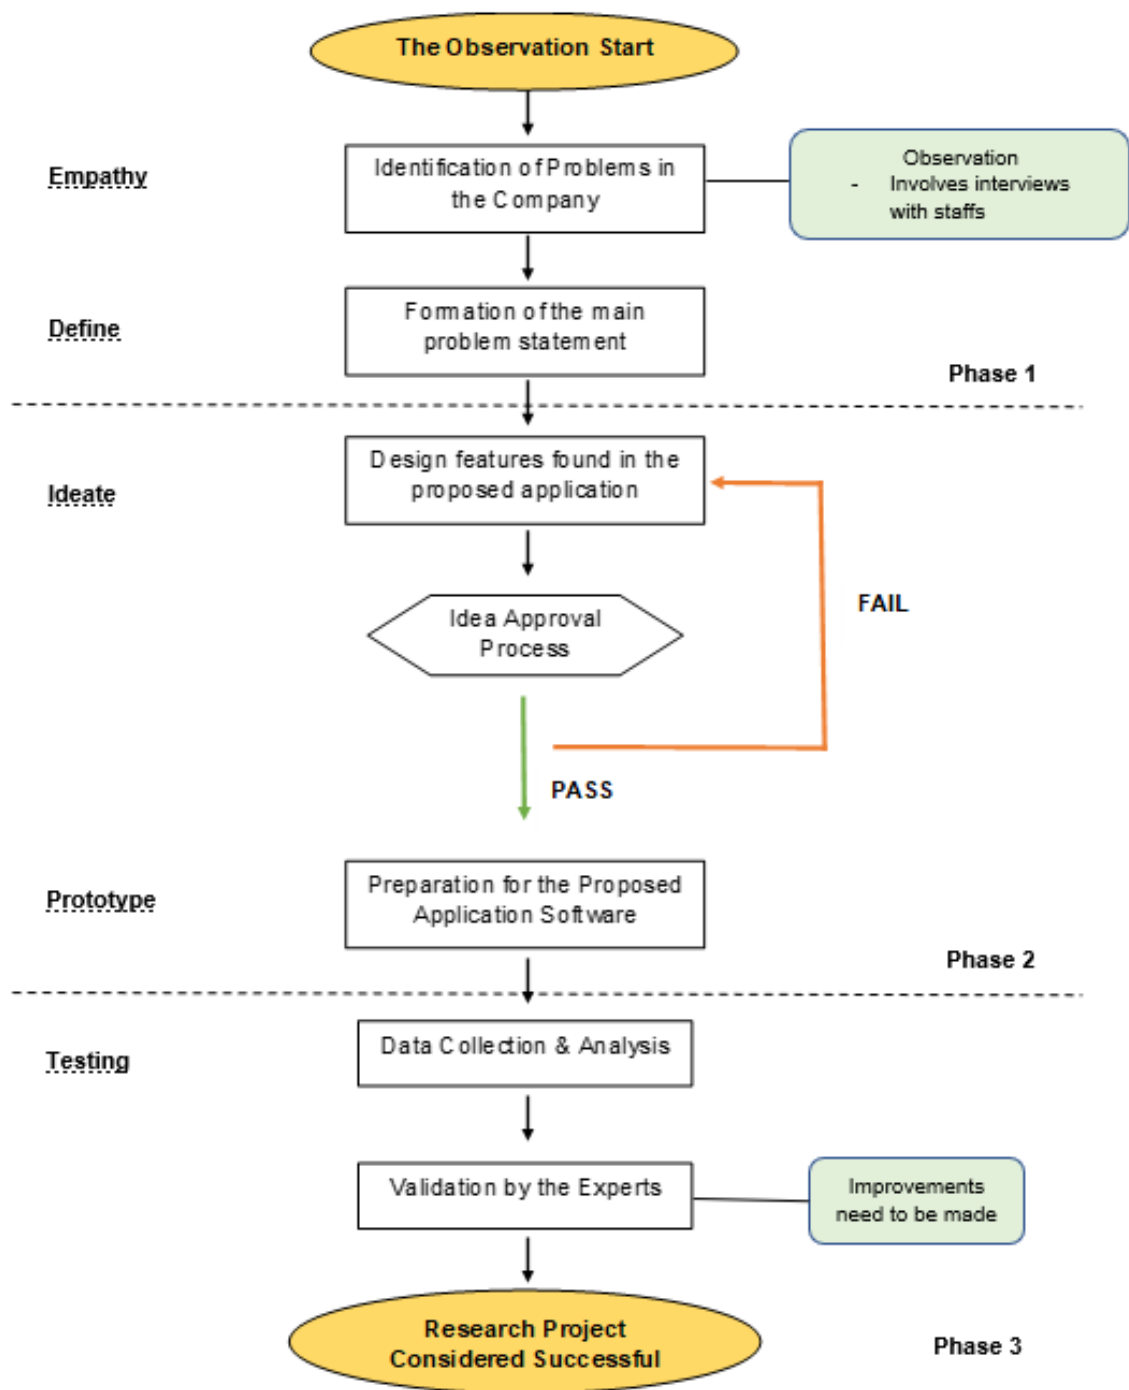 The Observation Start
Empathy
Identification of Problems in
the Company
Observation
- Involves interviews
with staffs
Define
Formation of the main
problem statement
Phase 1
Ideate
Design features found in the
proposed application
Idea Approval
Process
FAIL
PASS
Prototype
Preparation for the Proposed
Application Software
Phase 2
Testing
Data Collection & Analysis
Validation by the Experts
Improvements
need to be made
Research Project
Considered Successful
Phase 3